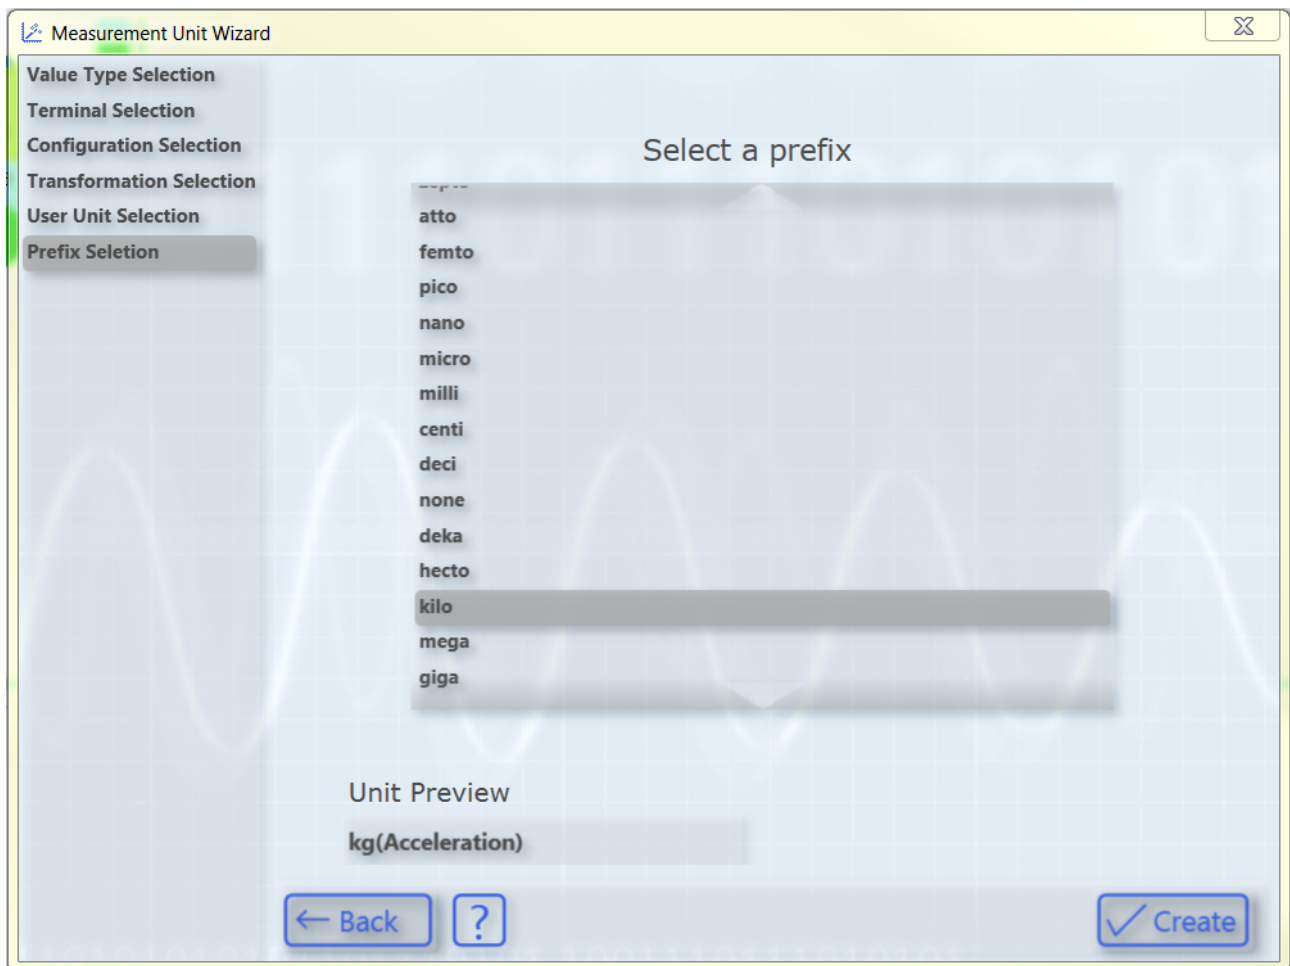 Measurement Unit Wizard
Value Type Selection
Terminal Selection
Configuration Selection
Transformation Selection
User Unit Selection
Prefix Seletion
Select a prefix
atto
femto
pico
nano
micro
milli
centi
deci
none
deka
hecto
kilo
mega
giga
Unit Preview
kg(Acceleration)
← Back
?
Create